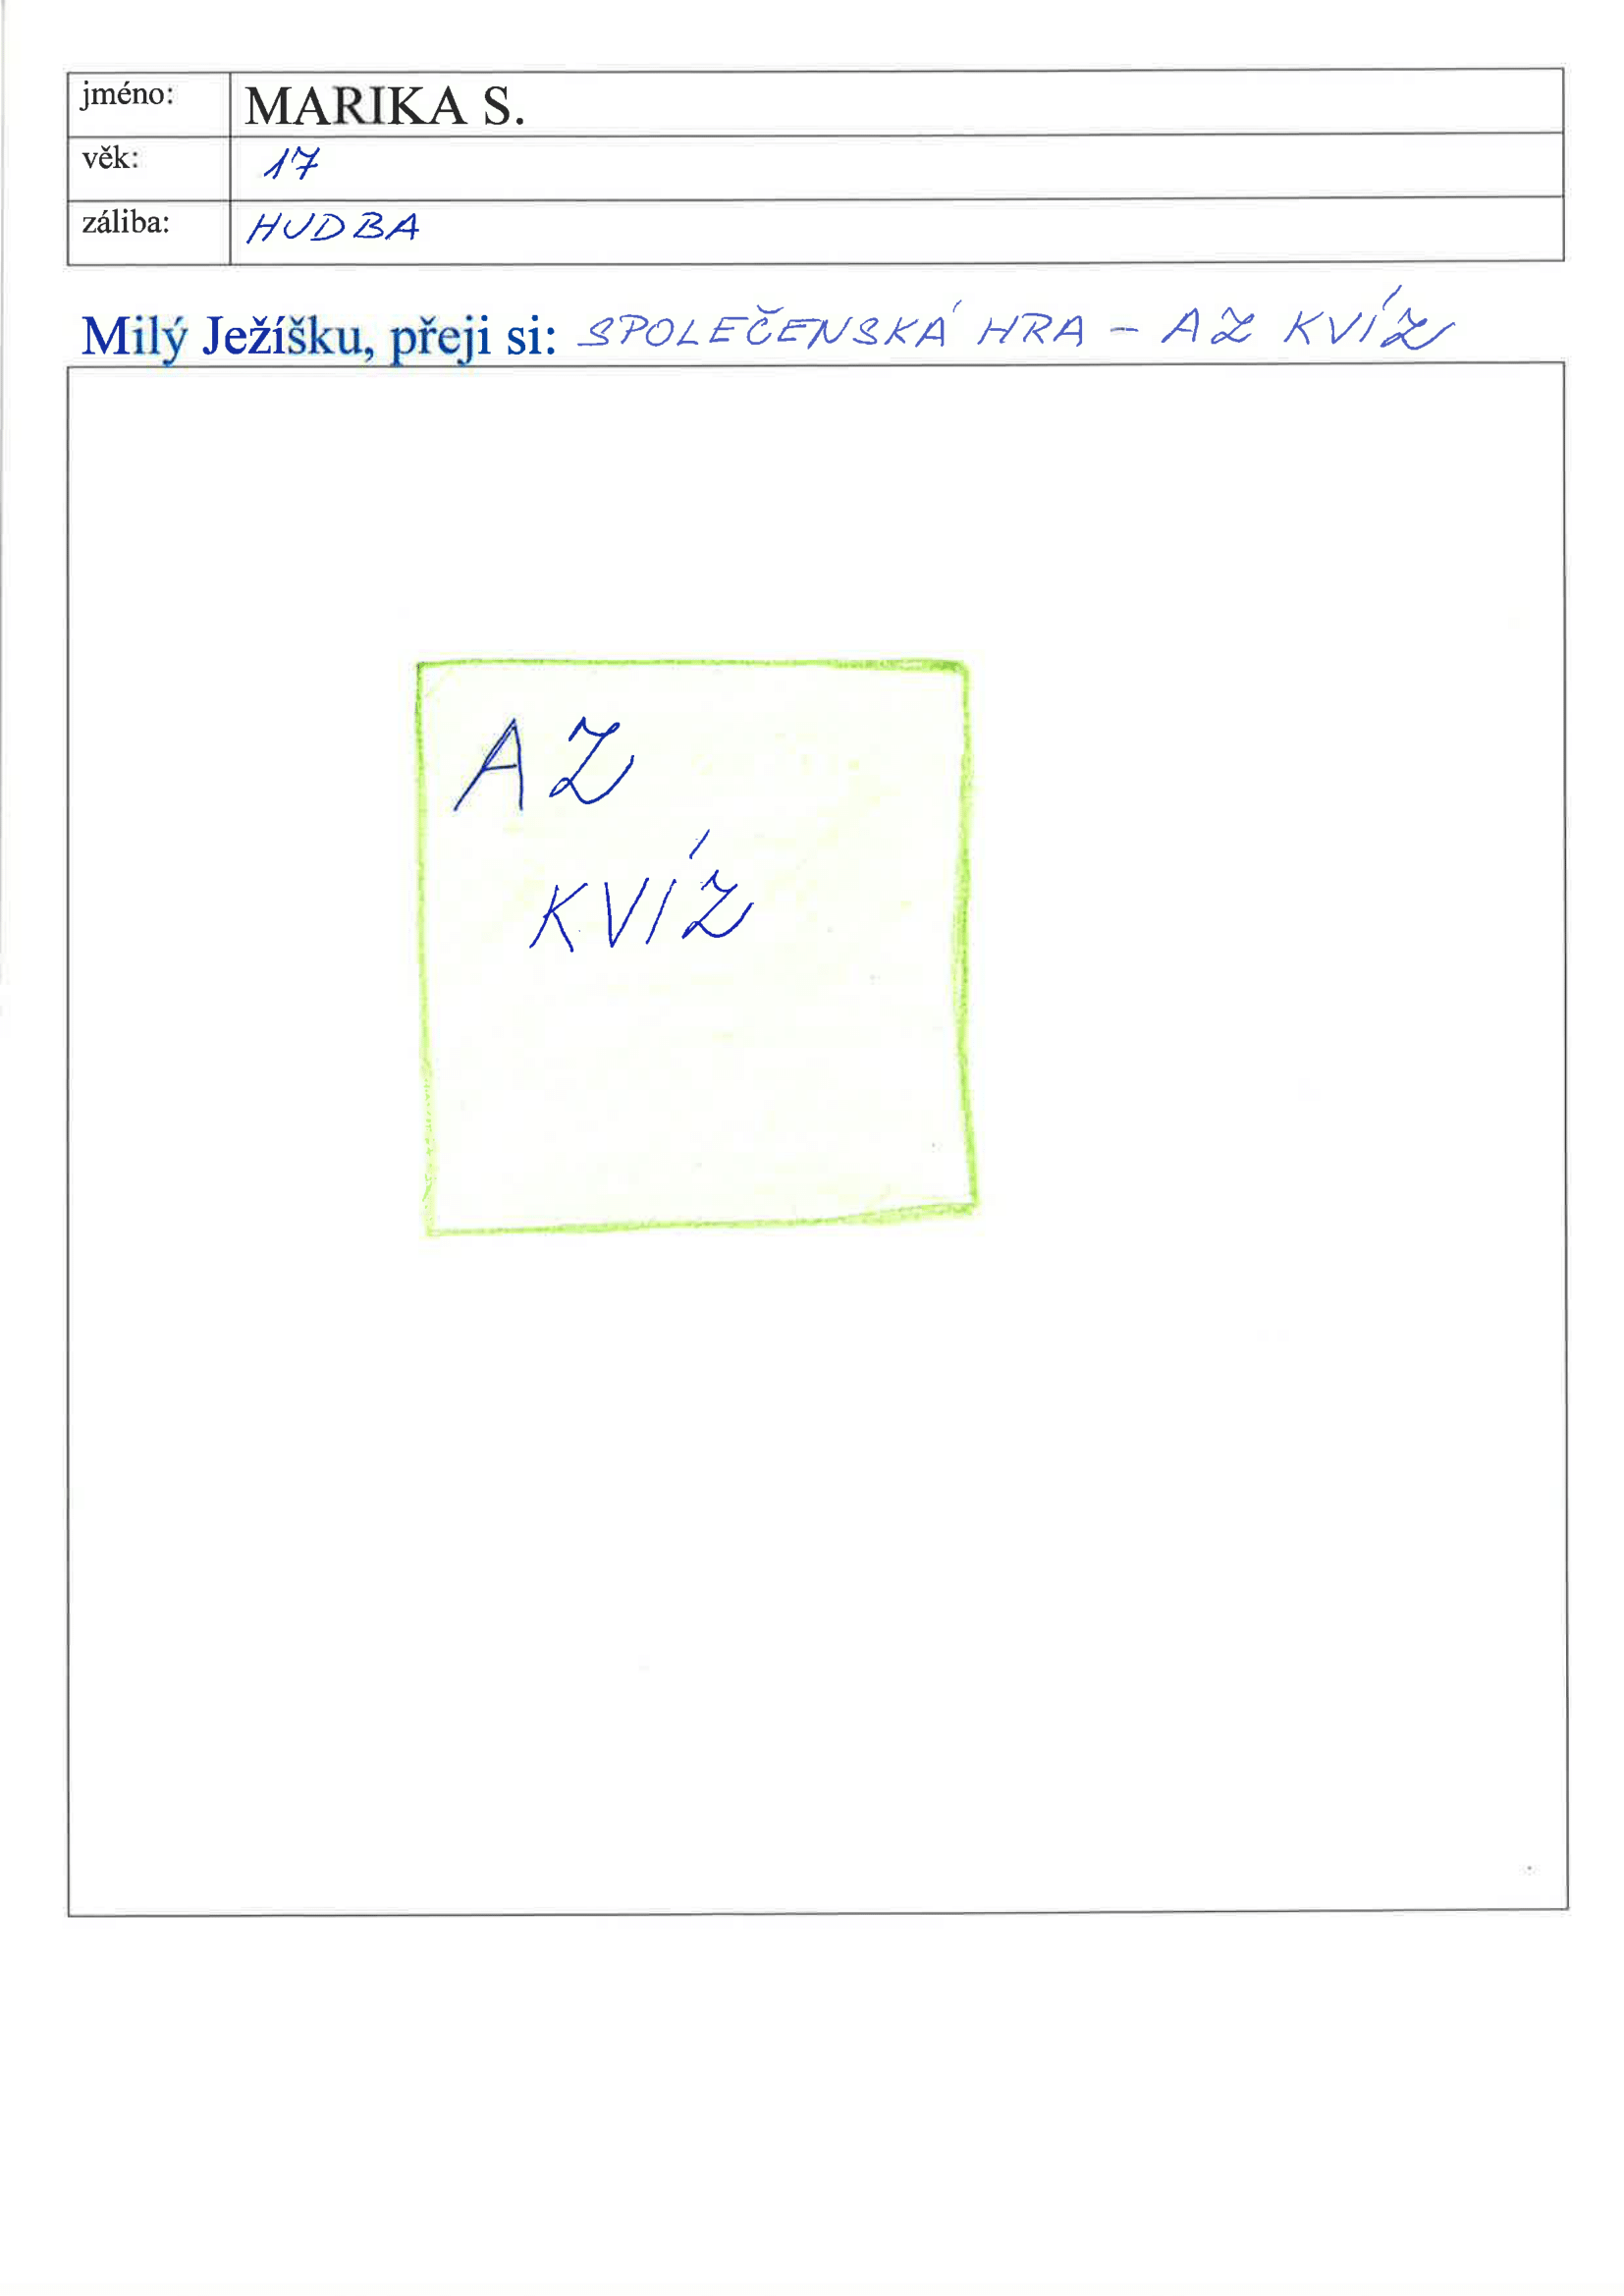 jméno: MARIKA S.
věk: 17
záliba: HUDBA
Milý Ježíšku, přeji si: SPOLEČENSKÁ HRA - AZ KVÍZ
AZ
KVÍZ